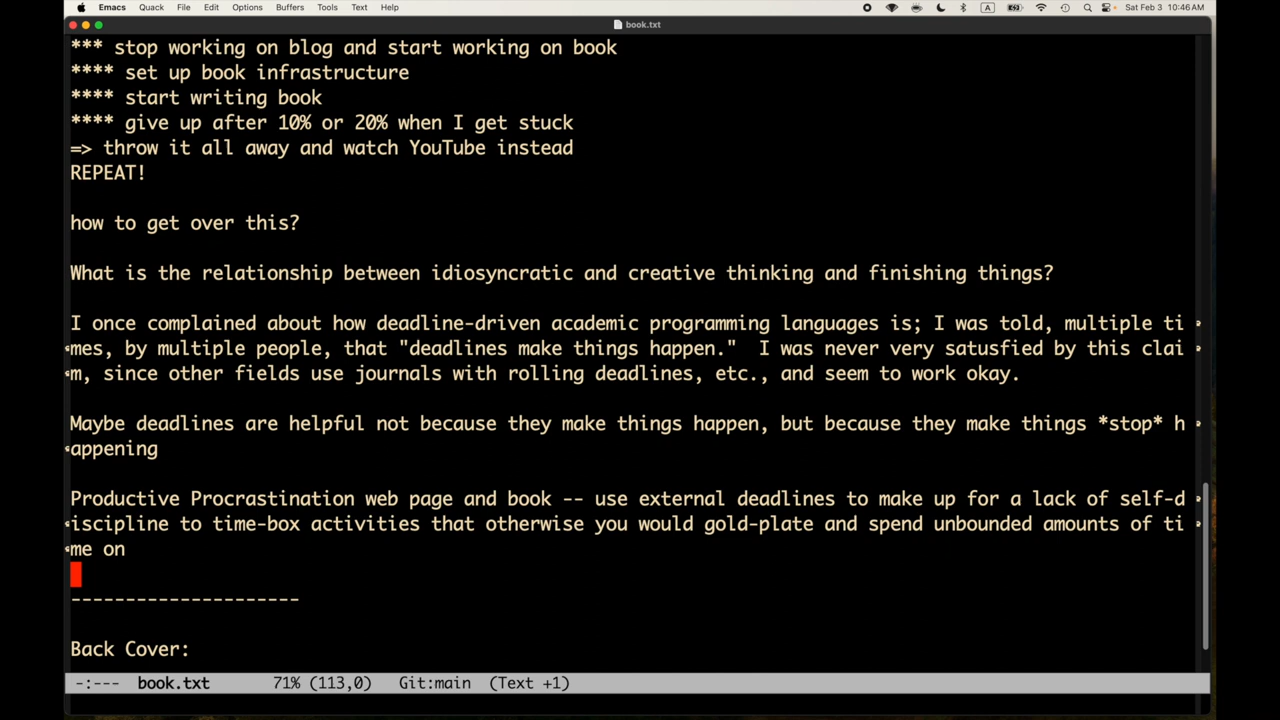 Emacs Quack File Edit Options Buffers Tools Text Help A Sat Feb 3 10:46 AM
book.txt
*** stop working on blog and start working on book
**** set up book infrastructure
**** start writing book
**** give up after 10% or 20% when I get stuck
=> throw it all away and watch YouTube instead
REPEAT!
how to get over this?
What is the relationship between idiosyncratic and creative thinking and finishing things?
I once complained about how deadline-driven academic programming languages is; I was told, multiple ti
mes, by multiple people, that "deadlines make things happen."  I was never very satusfied by this clai
m, since other fields use journals with rolling deadlines, etc., and seem to work okay.
Maybe deadlines are helpful not because they make things happen, but because they make things *stop* h
appening
Productive Procrastination web page and book -- use external deadlines to make up for a lack of self-d
iscipline to time-box activities that otherwise you would gold-plate and spend unbounded amounts of ti
me on
---------------------
Back Cover:
-:--- book.txt 71% (113,0) Git:main (Text +1)